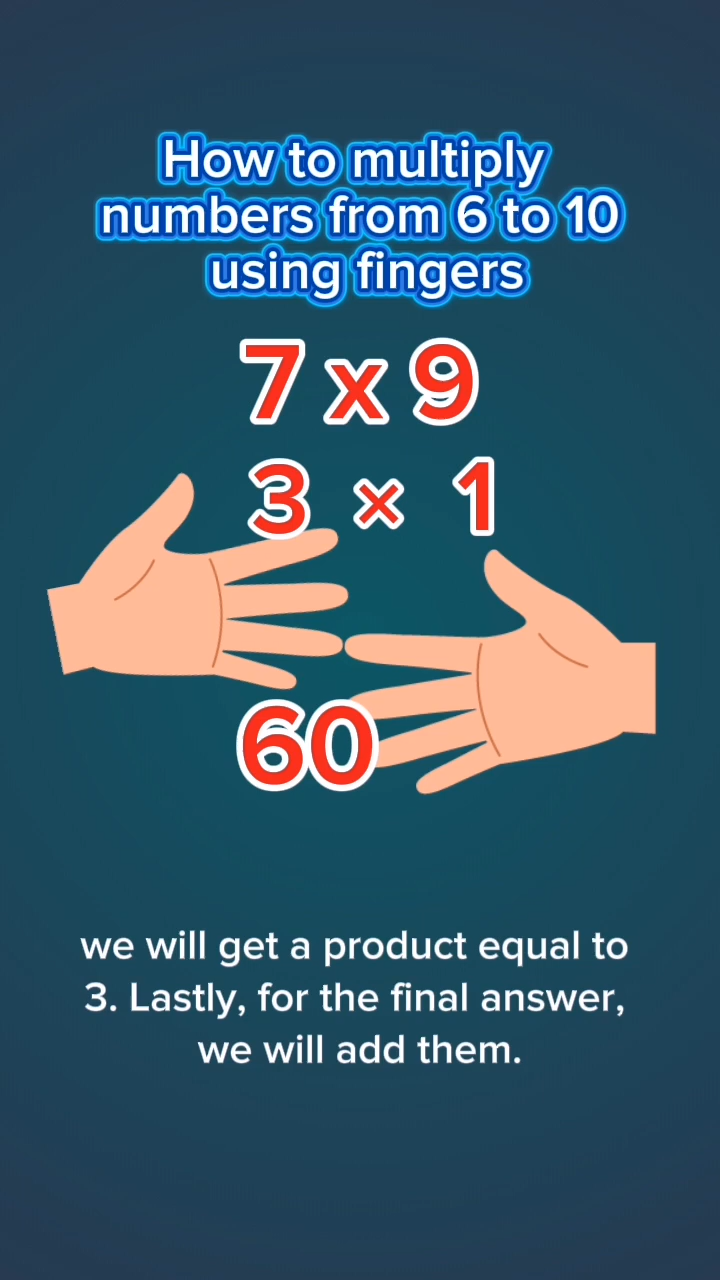 How to multiply
numbers from 6 to 10
using fingers
7 x 9
3 × 1
60
we will get a product equal to
3. Lastly, for the final answer,
we will add them.